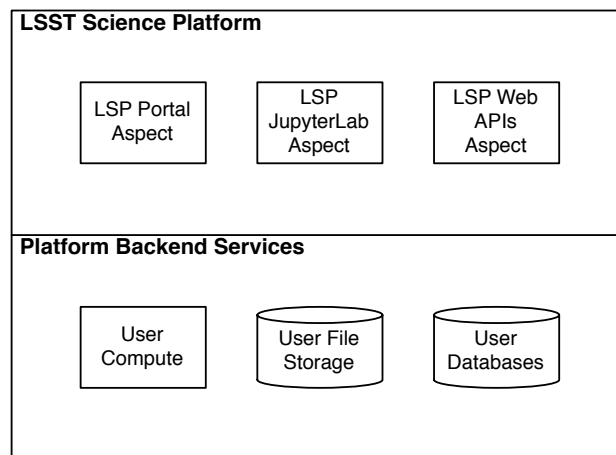 LSST Science Platform
LSP Portal
Aspect
LSP
JupyterLab
Aspect
LSP Web
APIs
Aspect
Platform Backend Services
User
Compute
User File
Storage
User
Databases